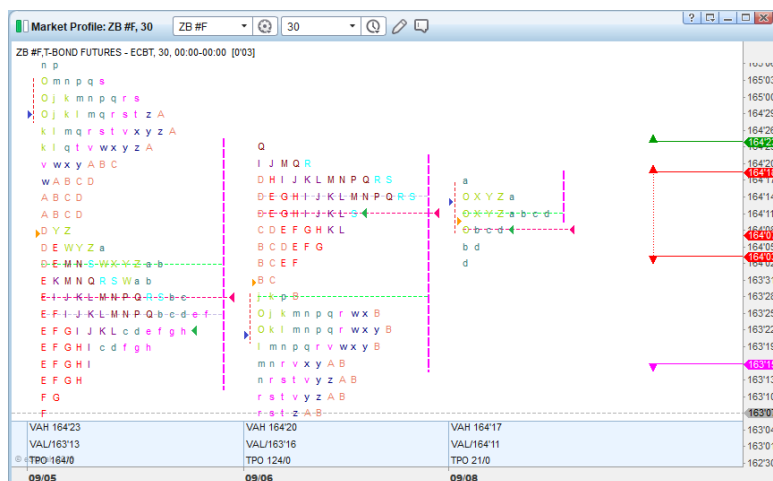 Market Profile: ZB #F, 30
ZB #F
30
ZB #F,T-BOND FUTURES - ECBT, 30, 00:00-00:00 [0'03]
n p
O m n p q s
O j k m n p q r s
O j k l m q r s t z A
k l m q r s t v x y z A
k l q t v w x y z A
v w x y A B C
w A B C D
A B C D
A B C D
D Y Z
D E W Y Z a
D E M N S W X Y Z a b
E K M N Q R S W a b
E I J K L M N P Q R S b c
E F I J K L M N P Q b c d e f
E F G I J K L c d e f g h
E F G H I c d f g h
E F G H I
E F G H
F G
F
Q
I J M Q R
D H I J K L M N P Q R S
D E G H I J K L M N P Q R S
D E G H I J K L S
C D E F G H K L
B C D E F G
B C E F
B C
j k p B
O j k m n p q r w x B
O k l m n p q r w x y B
l m n p q r v w x y B
m n r v x y A B
n r s t v y z A B
r s t v y z A B
r s t z A B
a
O X Y Z a
O X Y Z a b c d
O b c d
b d
d
165'03
165'00
164'29
164'26
164'20
164'14
164'11
164'08
164'02
163'31
163'28
163'25
163'22
163'19
163'13
163'10
163'07
163'04
163'01
162'30
VAH 164'23
VAL/163'13
TPO 164/0
VAH 164'20
VAL/163'16
TPO 124/0
VAH 164'17
VAL/164'11
TPO 21/0
09/05
09/06
09/08